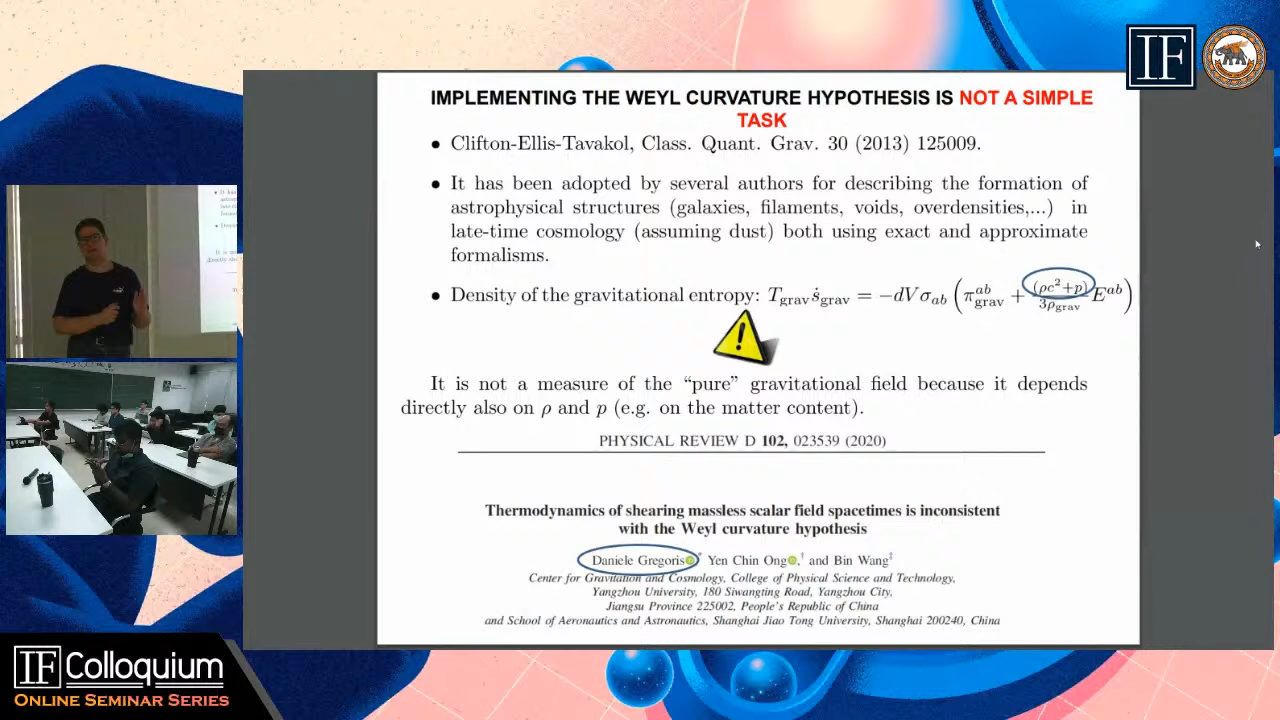 IF
IMPLEMENTING THE WEYL CURVATURE HYPOTHESIS IS NOT A SIMPLE
TASK
• Clifton-Ellis-Tavakol, Class. Quant. Grav. 30 (2013) 125009.
• It has been adopted by several authors for describing the formation of
astrophysical structures (galaxies, filaments, voids, overdensities,...) in
late-time cosmology (assuming dust) both using exact and approximate
formalisms.
• Density of the gravitational entropy: T_grav ṡ_grav = −dV σ_ab (π^ab_grav + (ρc²+p)/3ρ_grav E^ab)
It is not a measure of the “pure” gravitational field because it depends
directly also on ρ and p (e.g. on the matter content).
PHYSICAL REVIEW D 102, 023539 (2020)
Thermodynamics of shearing massless scalar field spacetimes is inconsistent
with the Weyl curvature hypothesis
Daniele Gregoris,* Yen Chin Ong,† and Bin Wang‡
Center for Gravitation and Cosmology, College of Physical Science and Technology,
Yangzhou University, 180 Siwangting Road, Yangzhou City,
Jiangsu Province 225002, People's Republic of China
and School of Aeronautics and Astronautics, Shanghai Jiao Tong University, Shanghai 200240, China
IF Colloquium
ONLINE SEMINAR SERIES